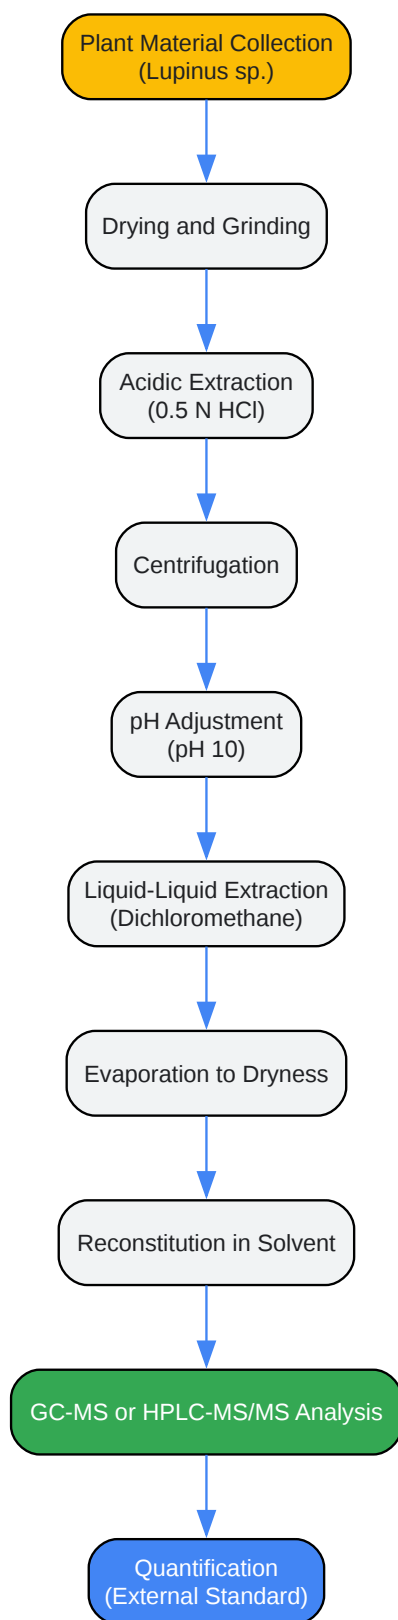 Plant Material Collection
(Lupinus sp.)
Drying and Grinding
Acidic Extraction
(0.5 N HCl)
Centrifugation
pH Adjustment
(pH 10)
Liquid-Liquid Extraction
(Dichloromethane)
Evaporation to Dryness
Reconstitution in Solvent
GC-MS or HPLC-MS/MS Analysis
Quantification
(External Standard)